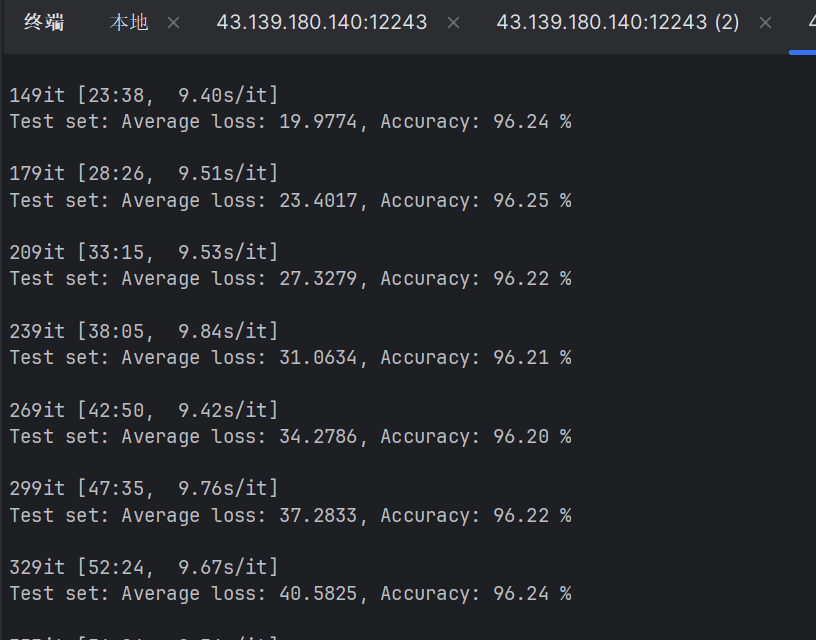 终端 本地 × 43.139.180.140:12243 × 43.139.180.140:12243 (2) ×
149it [23:38,  9.40s/it]
Test set: Average loss: 19.9774, Accuracy: 96.24 %
179it [28:26,  9.51s/it]
Test set: Average loss: 23.4017, Accuracy: 96.25 %
209it [33:15,  9.53s/it]
Test set: Average loss: 27.3279, Accuracy: 96.22 %
239it [38:05,  9.84s/it]
Test set: Average loss: 31.0634, Accuracy: 96.21 %
269it [42:50,  9.42s/it]
Test set: Average loss: 34.2786, Accuracy: 96.20 %
299it [47:35,  9.76s/it]
Test set: Average loss: 37.2833, Accuracy: 96.22 %
329it [52:24,  9.67s/it]
Test set: Average loss: 40.5825, Accuracy: 96.24 %